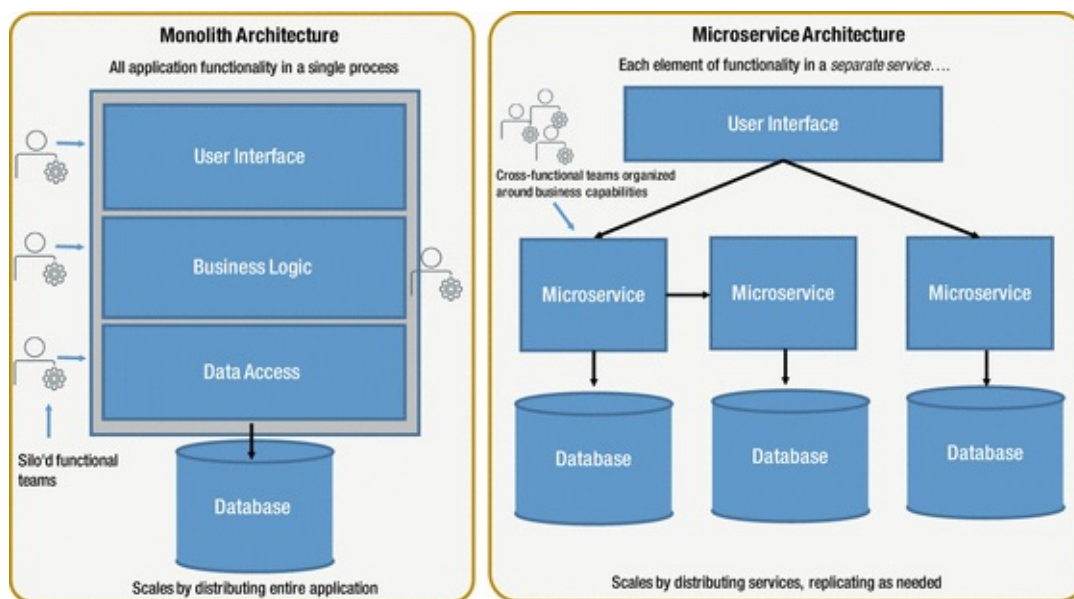 Monolith Architecture
All application functionality in a single process
User Interface
Business Logic
Data Access
Silo'd functional
teams
Database
Scales by distributing entire application
Microservice Architecture
Each element of functionality in a separate service….
User Interface
Cross-functional teams organized
around business capabilities
Microservice
Microservice
Microservice
Database
Database
Database
Scales by distributing services, replicating as needed